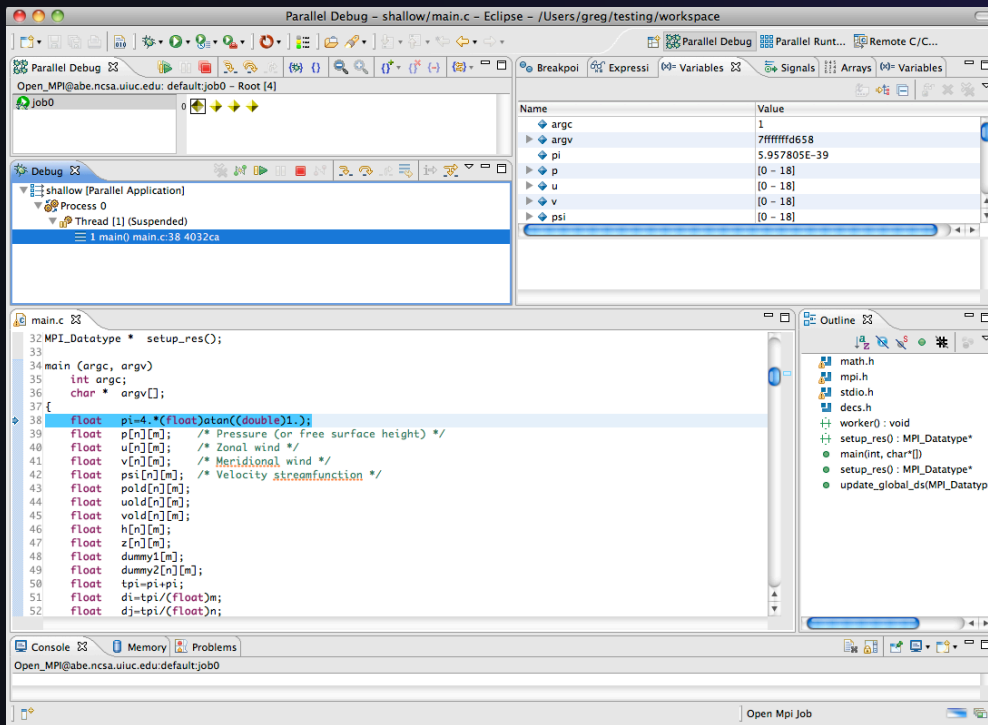 Parallel Debug – shallow/main.c – Eclipse – /Users/greg/testing/workspace
Parallel Debug Parallel Runt... Remote C/C...
Parallel Debug
Open_MPI@abe.ncsa.uiuc.edu: default:job0 – Root [4]
job0
0
Breakpoi Expressi (x)= Variables Signals Arrays (x)= Variables
Name Value
argc 1
argv 7fffffffd658
pi 5.957805E–39
p [0 – 18]
u [0 – 18]
v [0 – 18]
psi [0 – 18]
Debug
shallow [Parallel Application]
Process 0
Thread [1] (Suspended)
1 main() main.c:38 4032ca
main.c
32 MPI_Datatype * setup_res();
33
34 main (argc, argv)
35 int argc;
36 char * argv[];
37 {
38 float pi=4.*(float)atan((double)1.);
39 float p[n][m]; /* Pressure (or free surface height) */
40 float u[n][m]; /* Zonal wind */
41 float v[n][m]; /* Meridional wind */
42 float psi[n][m]; /* Velocity streamfunction */
43 float pold[n][m];
44 float uold[n][m];
45 float vold[n][m];
46 float h[n][m];
47 float z[n][m];
48 float dummy1[m];
49 float dummy2[n][m];
50 float tpi=pi+pi;
51 float di=tpi/(float)m;
52 float dj=tpi/(float)n;
Outline
math.h
mpi.h
stdio.h
decs.h
worker() : void
setup_res() : MPI_Datatype*
main(int, char*[])
setup_res() : MPI_Datatype*
update_global_ds(MPI_Datatyp
Console Memory Problems
Open_MPI@abe.ncsa.uiuc.edu:default:job0
Open Mpi Job